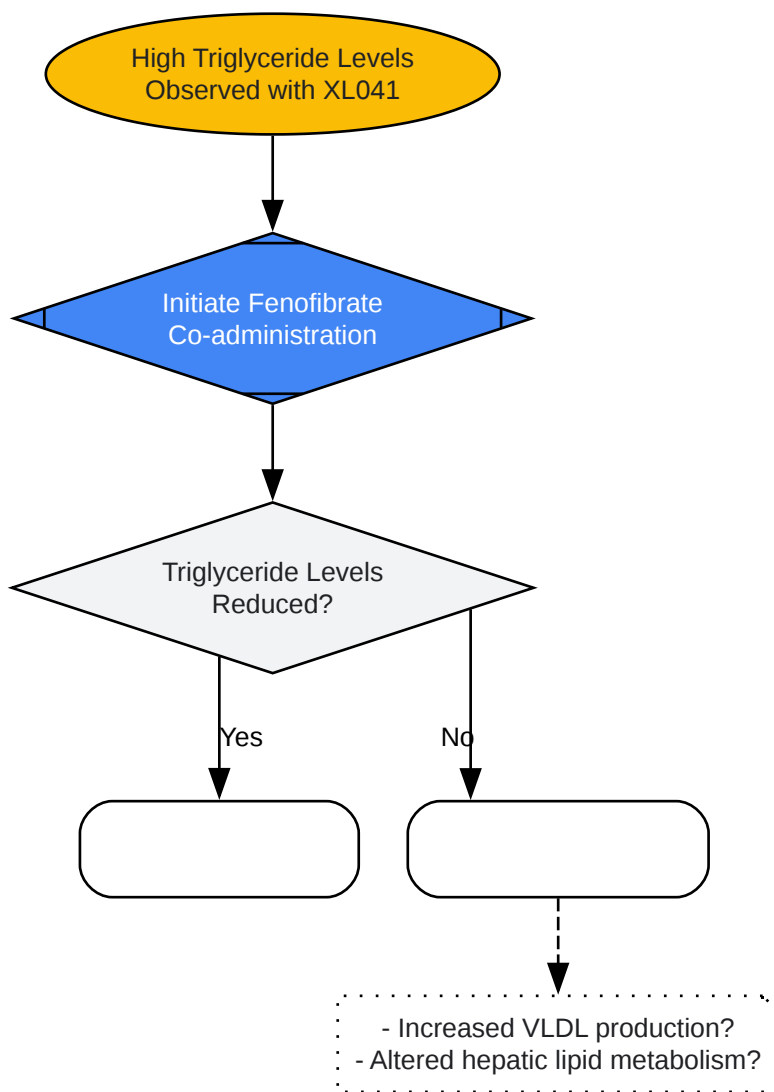 High Triglyceride Levels
Observed with XL041
Initiate Fenofibrate
Co-administration
Triglyceride Levels
Reduced?
Yes
No
- Increased VLDL production?
- Altered hepatic lipid metabolism?